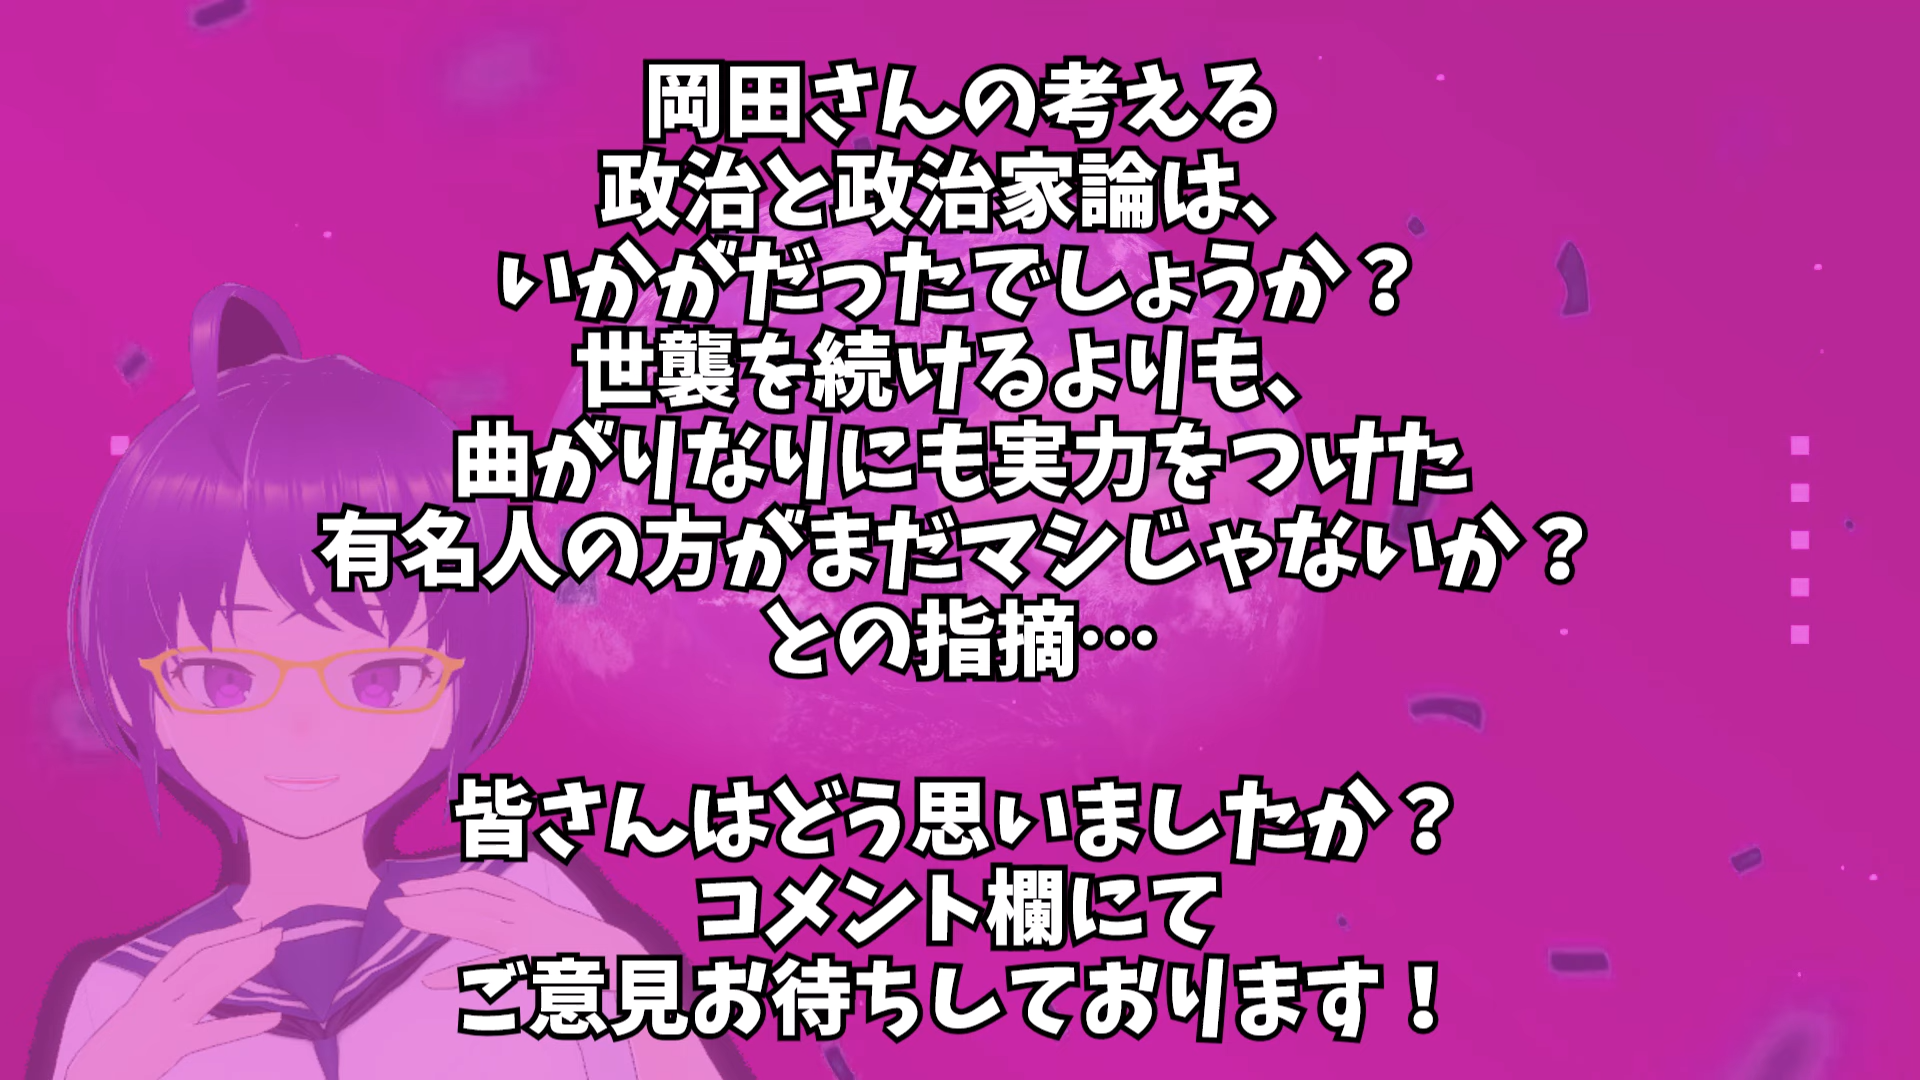 岡田さんの考える
政治と政治家論は、
いかがだったでしょうか？
世襲を続けるよりも、
曲がりなりにも実力をつけた
有名人の方がまだマシじゃないか？
との指摘…
皆さんはどう思いましたか？
コメント欄にて
ご意見お待ちしております！